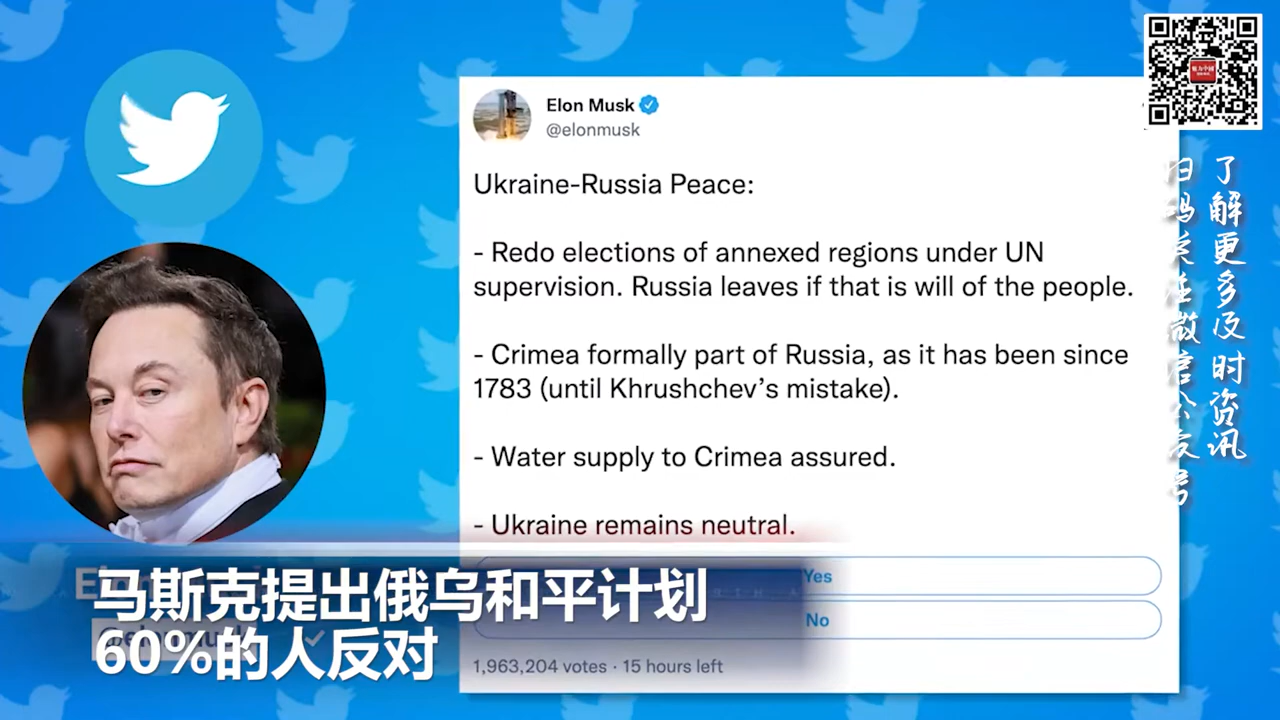 Elon Musk
@elonmusk
Ukraine-Russia Peace:
- Redo elections of annexed regions under UN
supervision. Russia leaves if that is will of the people.
- Crimea formally part of Russia, as it has been since
1783 (until Khrushchev's mistake).
- Water supply to Crimea assured.
- Ukraine remains neutral.
Yes
No
1,963,204 votes · 15 hours left
马斯克提出俄乌和平计划
60%的人反对
了解更多及时资讯
扫码关注微信公众号